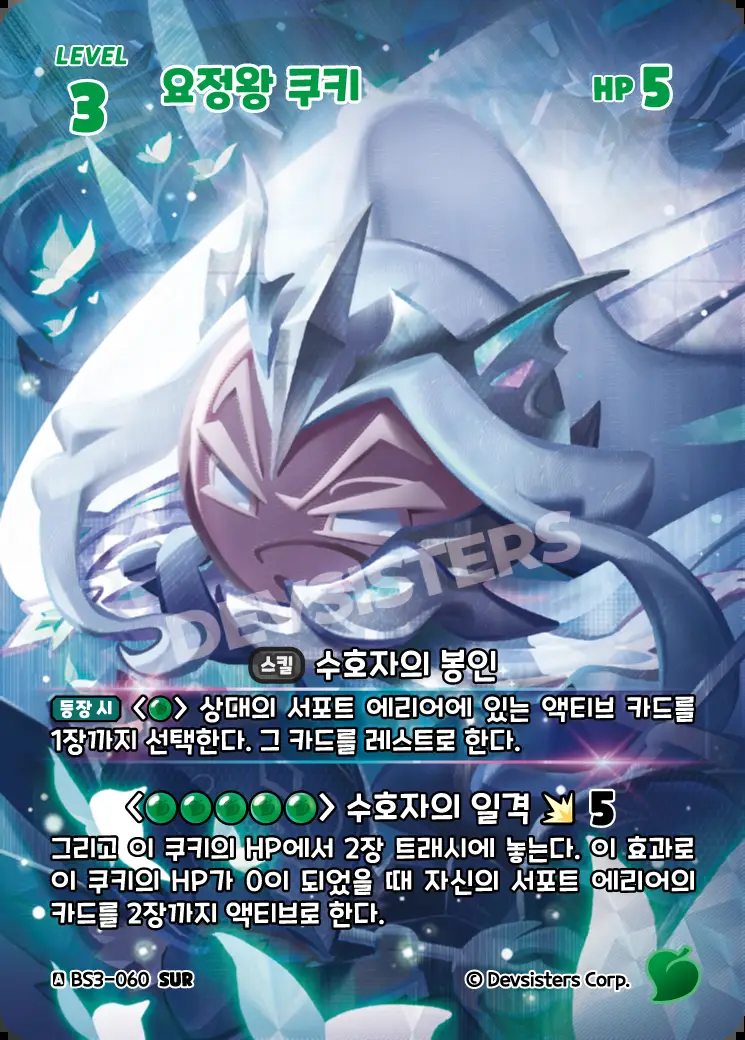 LEVEL
3
요정왕 쿠키
HP 5
DEVSISTERS
스킬 수호자의 봉인
등장 시 〈●〉 상대의 서포트 에리어에 있는 액티브 카드를
1장까지 선택한다. 그 카드를 레스트로 한다.
〈●●●●●〉 수호자의 일격 5
그리고 이 쿠키의 HP에서 2장 트래시에 놓는다. 이 효과로
이 쿠키의 HP가 0이 되었을 때 자신의 서포트 에리어의
카드를 2장까지 액티브로 한다.
A BS3-060 SUR
© Devsisters Corp.